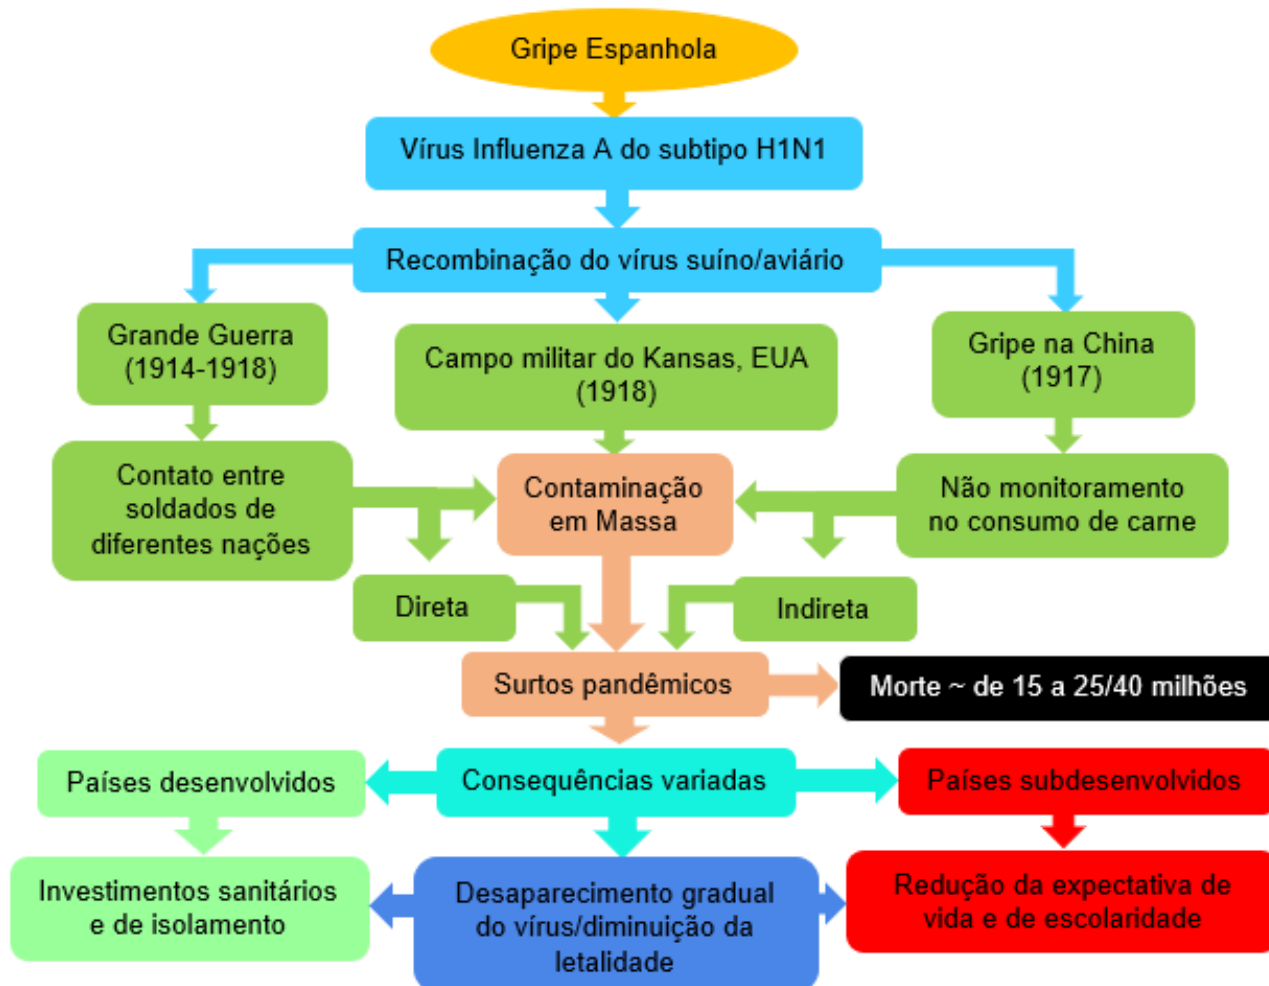 Gripe Espanhola
Vírus Influenza A do subtipo H1N1
Recombinação do vírus suíno/aviário
Grande Guerra
(1914-1918)
Campo militar do Kansas, EUA
(1918)
Gripe na China
(1917)
Contato entre
soldados de
diferentes nações
Contaminação
em Massa
Não monitoramento
no consumo de carne
Direta
Indireta
Surtos pandêmicos
Morte ~ de 15 a 25/40 milhões
Países desenvolvidos
Consequências variadas
Países subdesenvolvidos
Investimentos sanitários
e de isolamento
Desaparecimento gradual
do vírus/diminuição da
letalidade
Redução da expectativa de
vida e de escolaridade